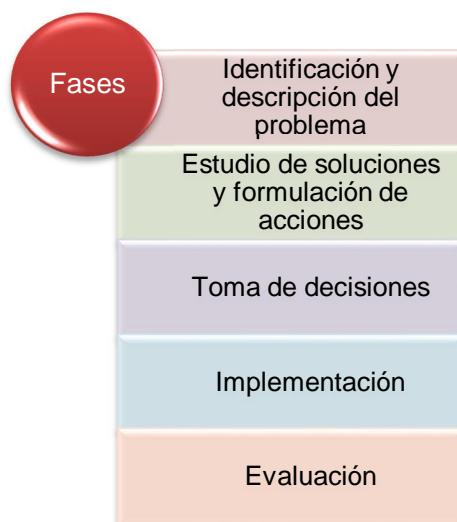 Fases
Identificación y
descripción del
problema
Estudio de soluciones
y formulación de
acciones
Toma de decisiones
Implementación
Evaluación